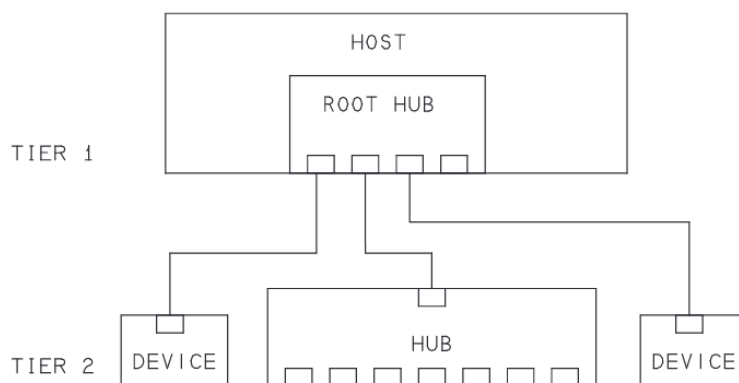 HOST
ROOT HUB
TIER 1
HUB
TIER 2
DEVICE
DEVICE